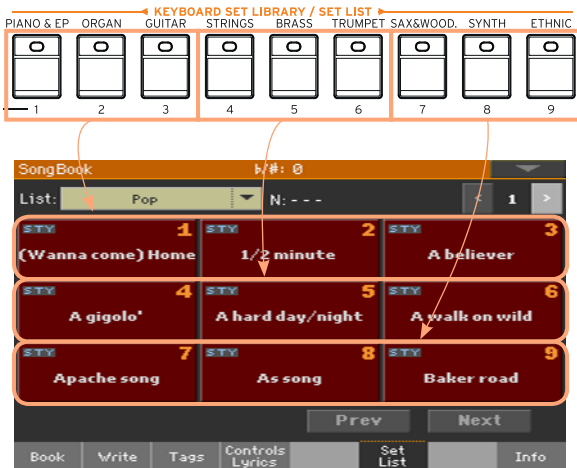 KEYBOARD SET LIBRARY / SET LIST
PIANO & EP ORGAN GUITAR STRINGS BRASS TRUMPET SAX&WOOD. SYNTH ETHNIC
1 2 3 4 5 6 7 8 9
SongBook b/#: 0
List: Pop N:--- < 1 >
STY 1 STY 2 STY 3
(Wanna come) Home 1/2 minute A believer
STY 4 STY 5 STY 6
A gigolo' A hard day/night A walk on wild
STY 7 STY 8 STY 9
Apache song As song Baker road
Prev Next
Book Write Tags Controls Lyrics Set List Info